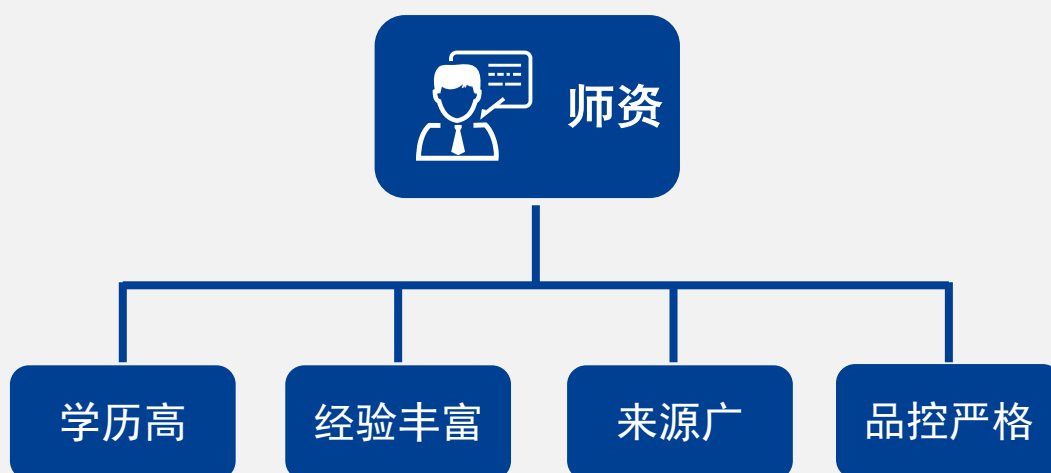 师资
学历高
经验丰富
来源广
品控严格